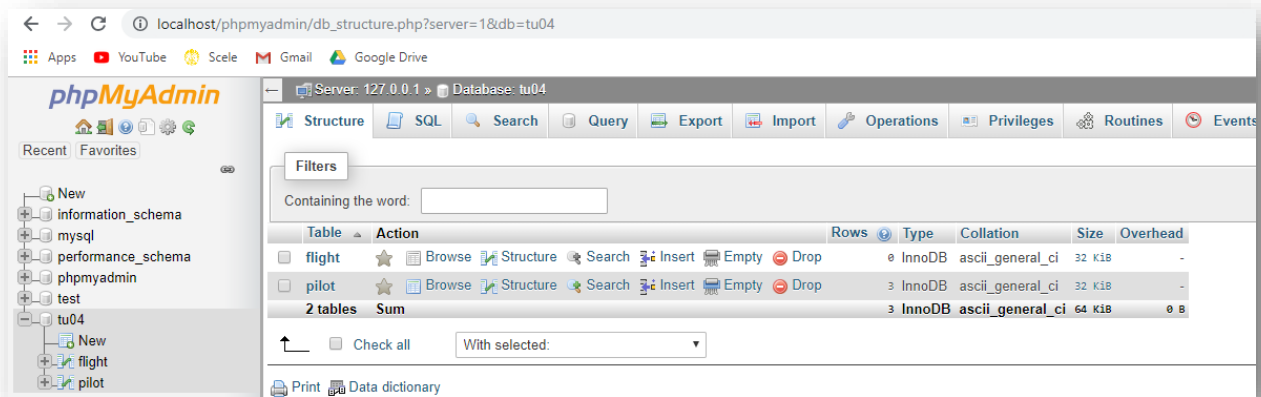 localhost/phpmyadmin/db_structure.php?server=1&db=tu04
Apps YouTube Scele Gmail Google Drive
phpMyAdmin
Recent Favorites
New
information_schema
mysql
performance_schema
phpmyadmin
test
tu04
New
flight
pilot
Server: 127.0.0.1 » Database: tu04
Structure SQL Search Query Export Import Operations Privileges Routines Events
Filters
Containing the word:
Table Action Rows Type Collation Size Overhead
flight Browse Structure Search Insert Empty Drop 0 InnoDB ascii_general_ci 32 KiB -
pilot Browse Structure Search Insert Empty Drop 3 InnoDB ascii_general_ci 32 KiB -
2 tables Sum 3 InnoDB ascii_general_ci 64 KiB 0 B
Check all With selected:
Print Data dictionary